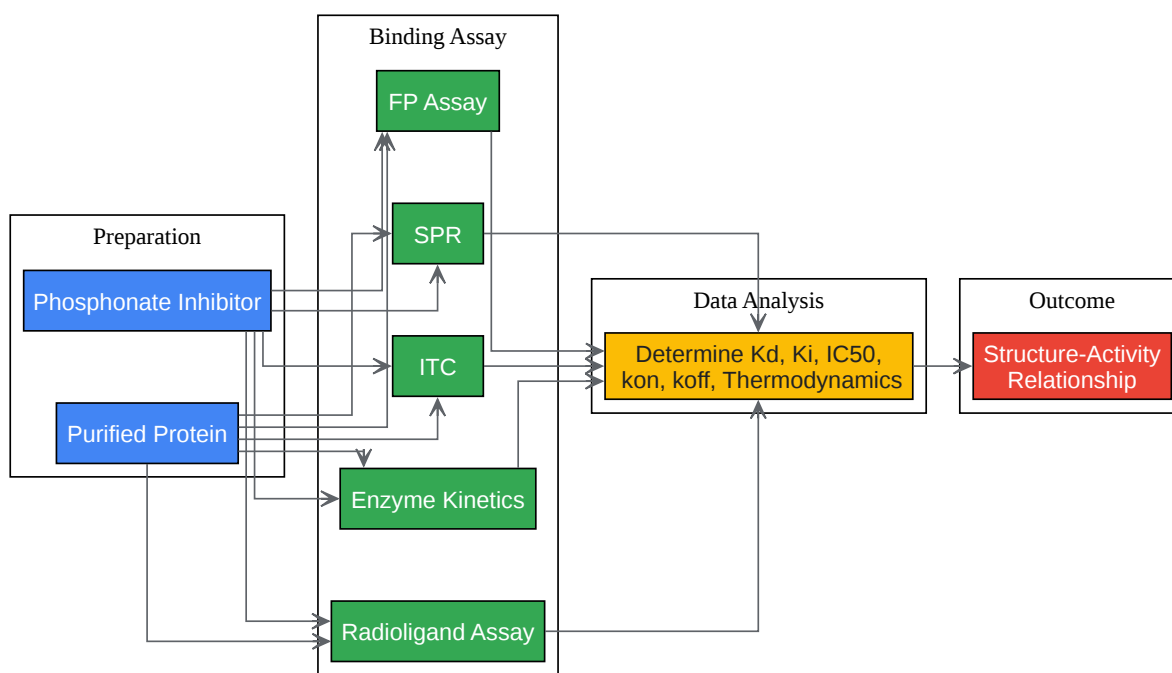 Binding Assay
FP Assay
Preparation
SPR
Phosphonate Inhibitor
Data Analysis
Outcome
ITC
Determine Kd, Ki, IC50,
kon, koff, Thermodynamics
Structure-Activity
Relationship
Purified Protein
Enzyme Kinetics
Radioligand Assay